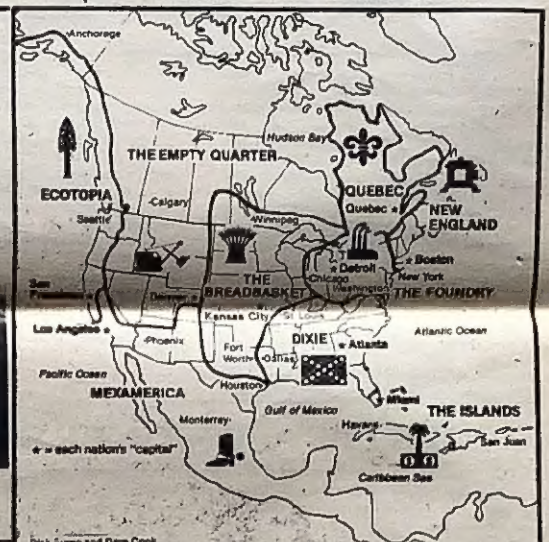 Anchorage
Hudson Bay
THE EMPTY QUARTER
ECOTOPIA
Calgary
QUEBEC
Quebec ★
NEW
ENGLAND
Seattle
Winnipeg
★ Boston
★ Detroit
Chicago
New York
Washington
THE FOUNDRY
THE
BREADBASKET
San
Francisco
Denver
Kansas City
St. Louis
Los Angeles ★
Phoenix
DIXIE
★ Atlanta
Atlantic Ocean
Fort
Worth
Dallas
Pacific Ocean
MEXAMERICA
Houston
Gulf of Mexico
★ Miami
THE ISLANDS
Monterrey
Havana
San Juan
★ = each nation's "capital"
Caribbean Sea
and Dave Cook